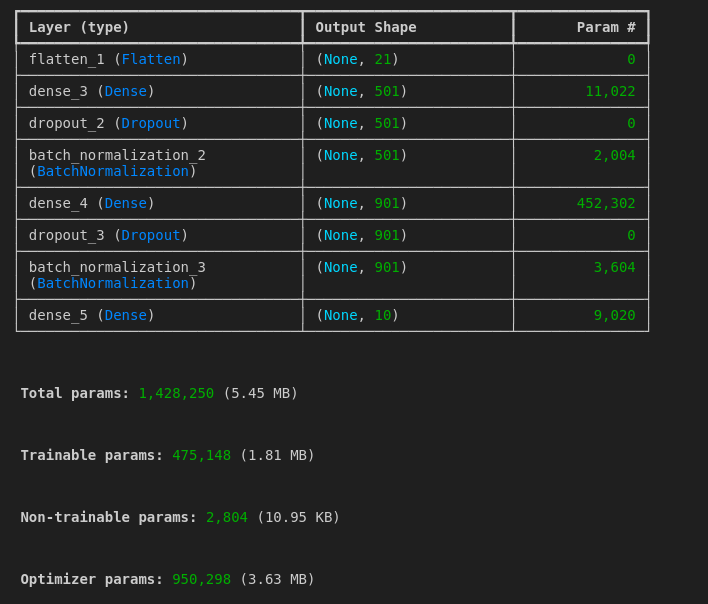 Layer (type) Output Shape Param #
flatten_1 (Flatten) (None, 21) 0
dense_3 (Dense) (None, 501) 11,022
dropout_2 (Dropout) (None, 501) 0
batch_normalization_2 (None, 501) 2,004
(BatchNormalization)
dense_4 (Dense) (None, 901) 452,302
dropout_3 (Dropout) (None, 901) 0
batch_normalization_3 (None, 901) 3,604
(BatchNormalization)
dense_5 (Dense) (None, 10) 9,020
Total params: 1,428,250 (5.45 MB)
Trainable params: 475,148 (1.81 MB)
Non-trainable params: 2,804 (10.95 KB)
Optimizer params: 950,298 (3.63 MB)